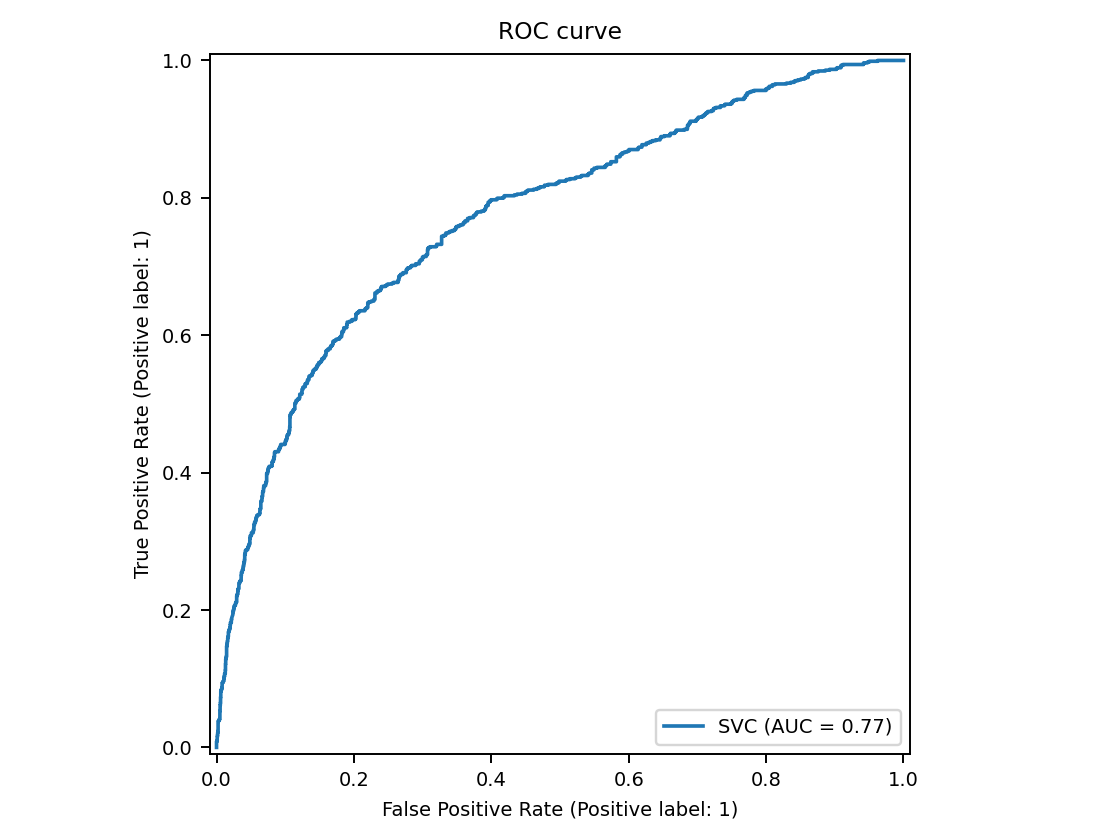 ROC curve
1.0
0.8
0.6
0.4
0.2
0.0
True Positive Rate (Positive label: 1)
SVC (AUC = 0.77)
0.0 0.2 0.4 0.6 0.8 1.0
False Positive Rate (Positive label: 1)